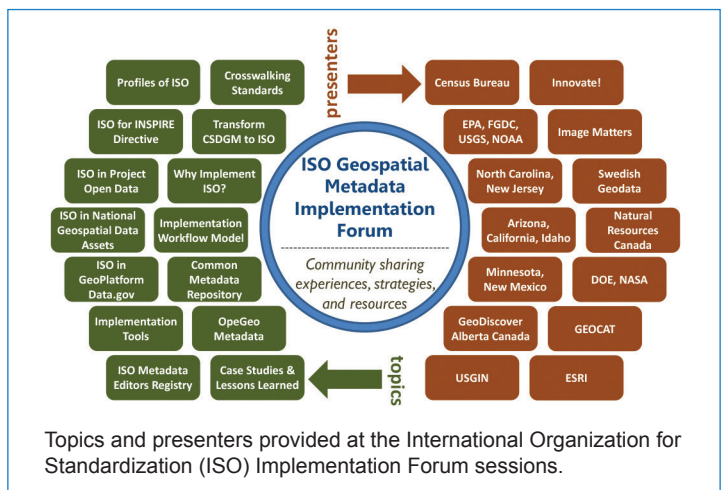 Profiles of ISO
Crosswalking
Standards
ISO for INSPIRE
Directive
Transform
CSDGM to ISO
ISO in Project
Open Data
Why Implement
ISO?
ISO in National
Geospatial Data
Assets
Implementation
Workflow Model
ISO in
GeoPlatform
Data.gov
Common
Metadata
Repository
Implementation
Tools
OpeGeo
Metadata
ISO Metadata
Editors Registry
Case Studies &
Lessons Learned
topics
ISO Geospatial
Metadata
Implementation
Forum
Community sharing
experiences, strategies,
and resources
presenters
Census Bureau
Innovate!
EPA, FGDC,
USGS, NOAA
Image Matters
North Carolina,
New Jersey
Swedish
Geodata
Arizona,
California, Idaho
Natural
Resources
Canada
Minnesota,
New Mexico
DOE, NASA
GeoDiscover
Alberta Canada
GEOCAT
USGIN
ESRI
Topics and presenters provided at the International Organization for
Standardization (ISO) Implementation Forum sessions.